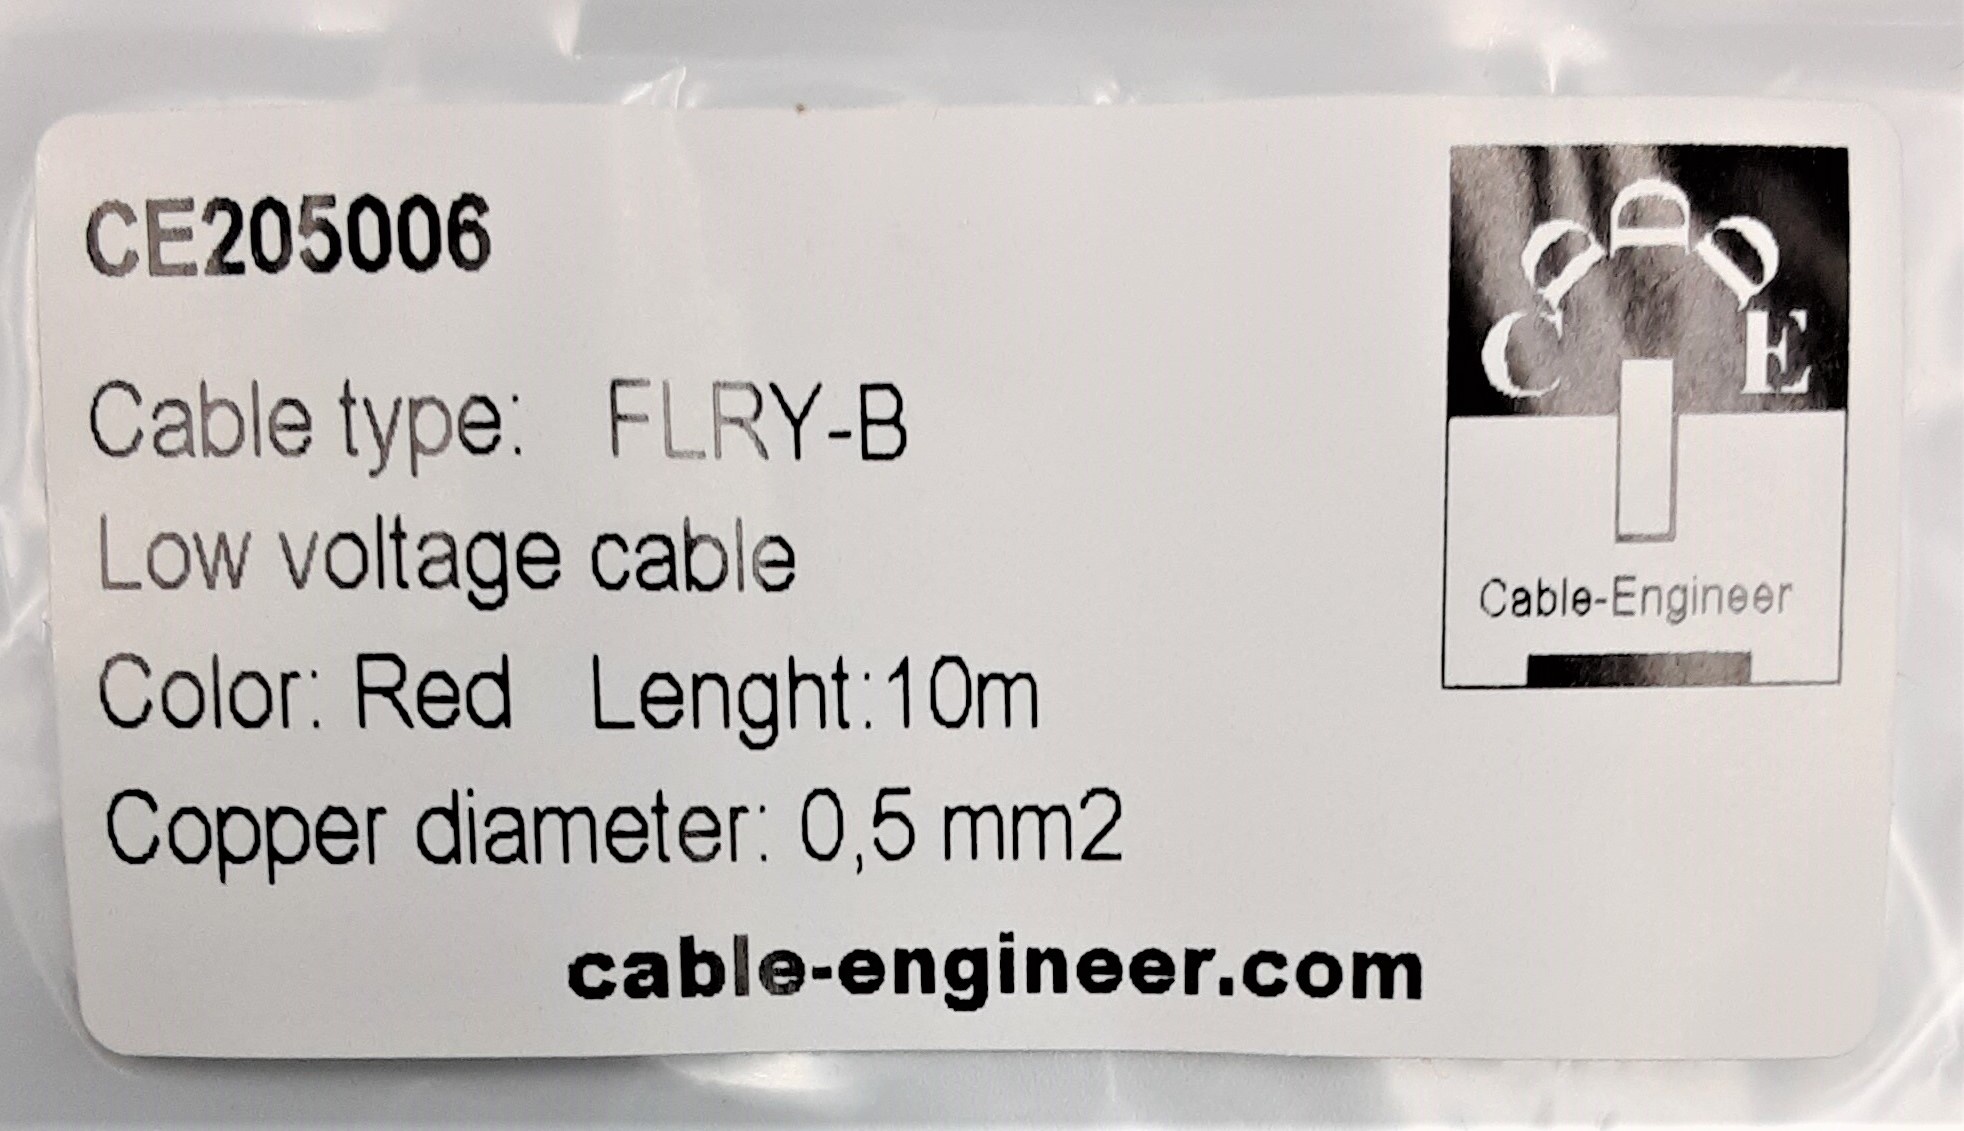 CE205006
Cable type: FLRY-B
Low voltage cable
Color: Red Lenght:10m
Copper diameter: 0,5 mm2
cable-engineer.com
C D D D E
Cable-Engineer